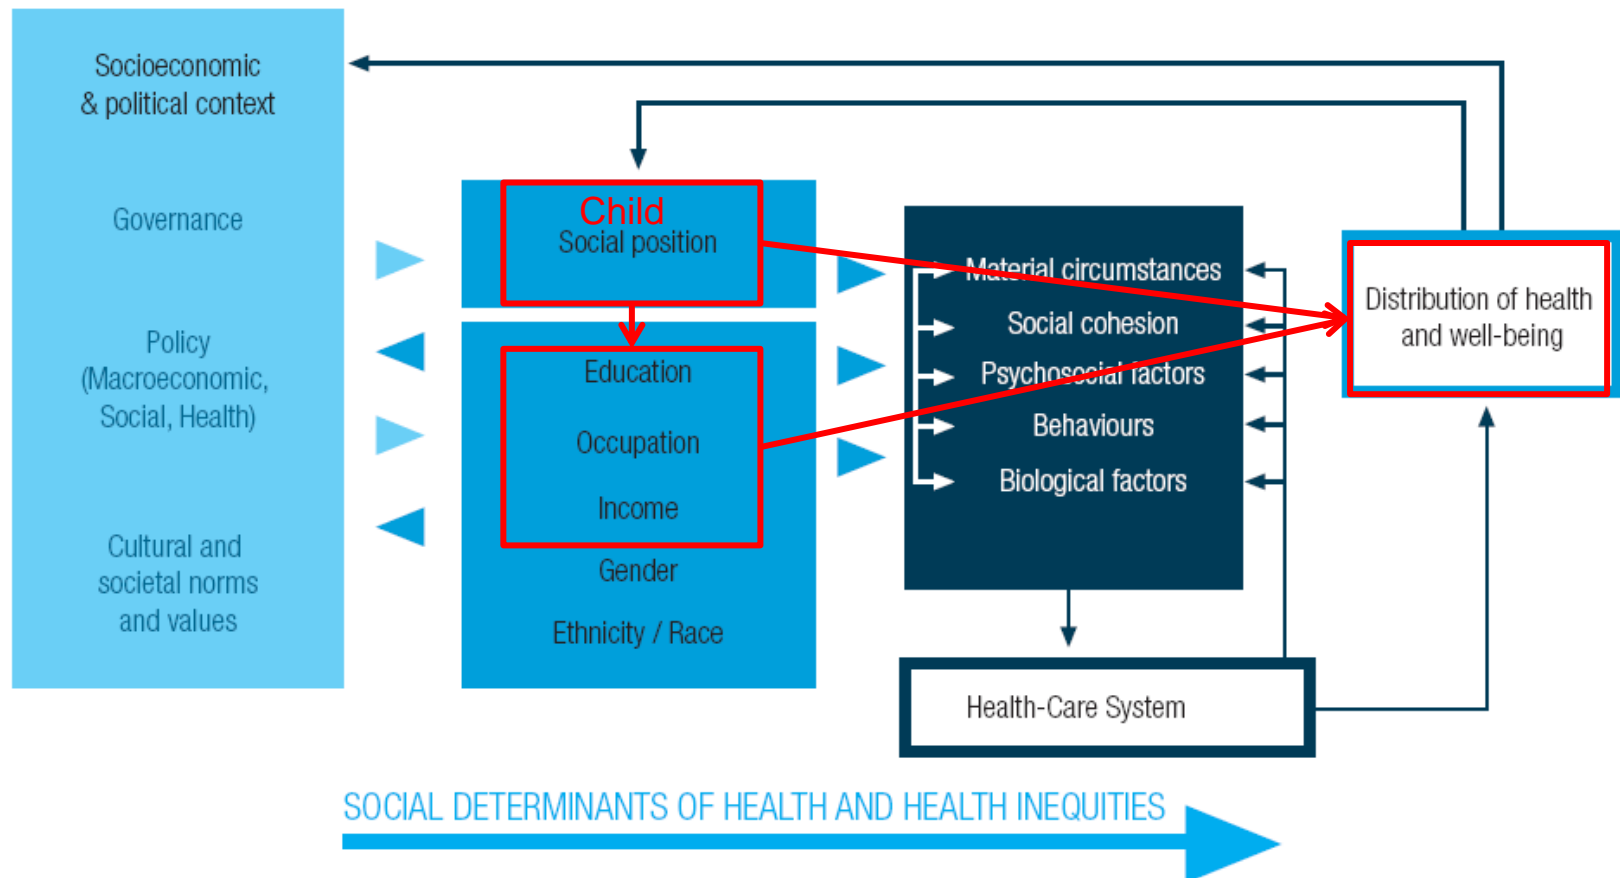 Socioeconomic
& political context
Governance
Policy
(Macroeconomic,
Social, Health)
Cultural and
societal norms
and values
Child
Social position
Education
Occupation
Income
Gender
Ethnicity / Race
Material circumstances
Social cohesion
Psychosocial factors
Behaviours
Biological factors
Health-Care System
Distribution of health
and well-being
SOCIAL DETERMINANTS OF HEALTH AND HEALTH INEQUITIES